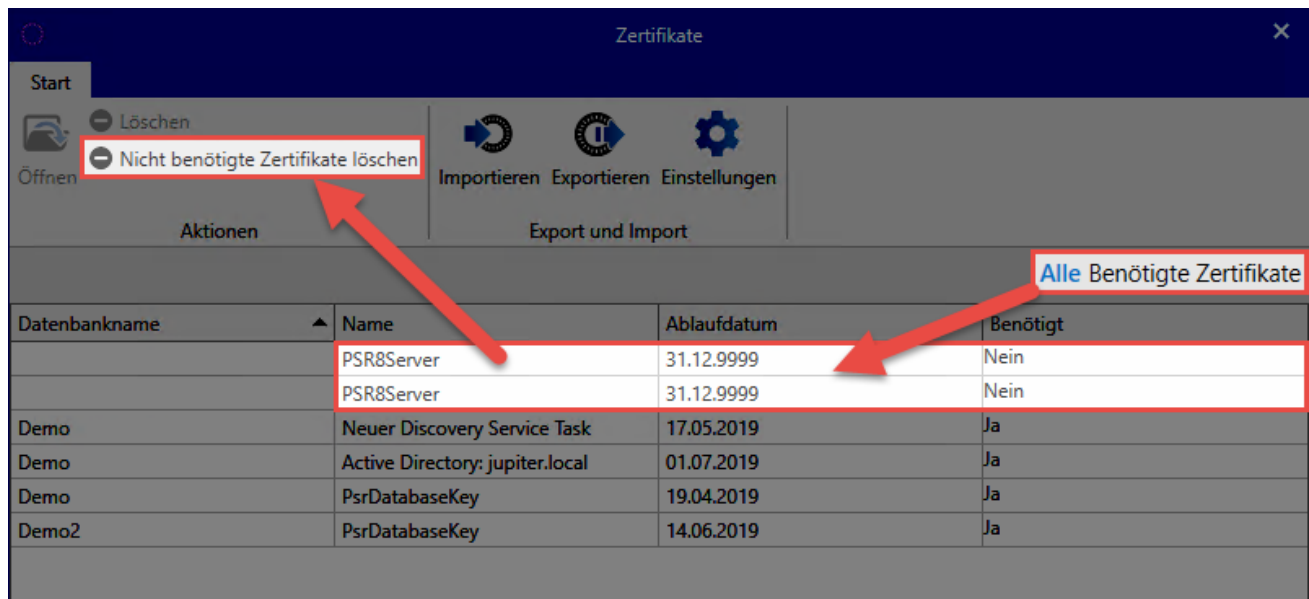 Zertifikate
Start
Löschen
Nicht benötigte Zertifikate löschen
Öffnen
Importieren Exportieren Einstellungen
Aktionen
Export und Import
Alle Benötigte Zertifikate
Datenbankname Name Ablaufdatum Benötigt
PSR8Server 31.12.9999 Nein
PSR8Server 31.12.9999 Nein
Demo Neuer Discovery Service Task 17.05.2019 Ja
Demo Active Directory: jupiter.local 01.07.2019 Ja
Demo PsrDatabaseKey 19.04.2019 Ja
Demo2 PsrDatabaseKey 14.06.2019 Ja